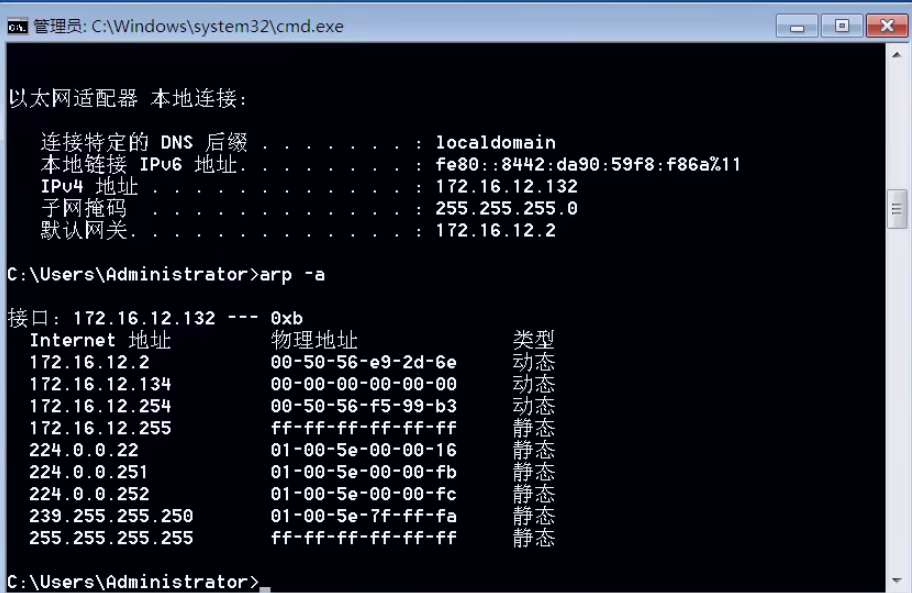 管理员: C:\Windows\system32\cmd.exe
以太网适配器 本地连接:
连接特定的 DNS 后缀 . . . . . . . : localdomain
本地链接 IPv6 地址. . . . . . . . : fe80::8442:da90:59f8:f86a%11
IPv4 地址 . . . . . . . . . . . . : 172.16.12.132
子网掩码 . . . . . . . . . . . . : 255.255.255.0
默认网关. . . . . . . . . . . . . : 172.16.12.2
C:\Users\Administrator>arp -a
接口: 172.16.12.132 --- 0xb
Internet 地址 物理地址 类型
172.16.12.2 00-50-56-e9-2d-6e 动态
172.16.12.134 00-00-00-00-00-00 动态
172.16.12.254 00-50-56-f5-99-b3 动态
172.16.12.255 ff-ff-ff-ff-ff-ff 静态
224.0.0.22 01-00-5e-00-00-16 静态
224.0.0.251 01-00-5e-00-00-fb 静态
224.0.0.252 01-00-5e-00-00-fc 静态
239.255.255.250 01-00-5e-7f-ff-fa 静态
255.255.255.255 ff-ff-ff-ff-ff-ff 静态
C:\Users\Administrator>